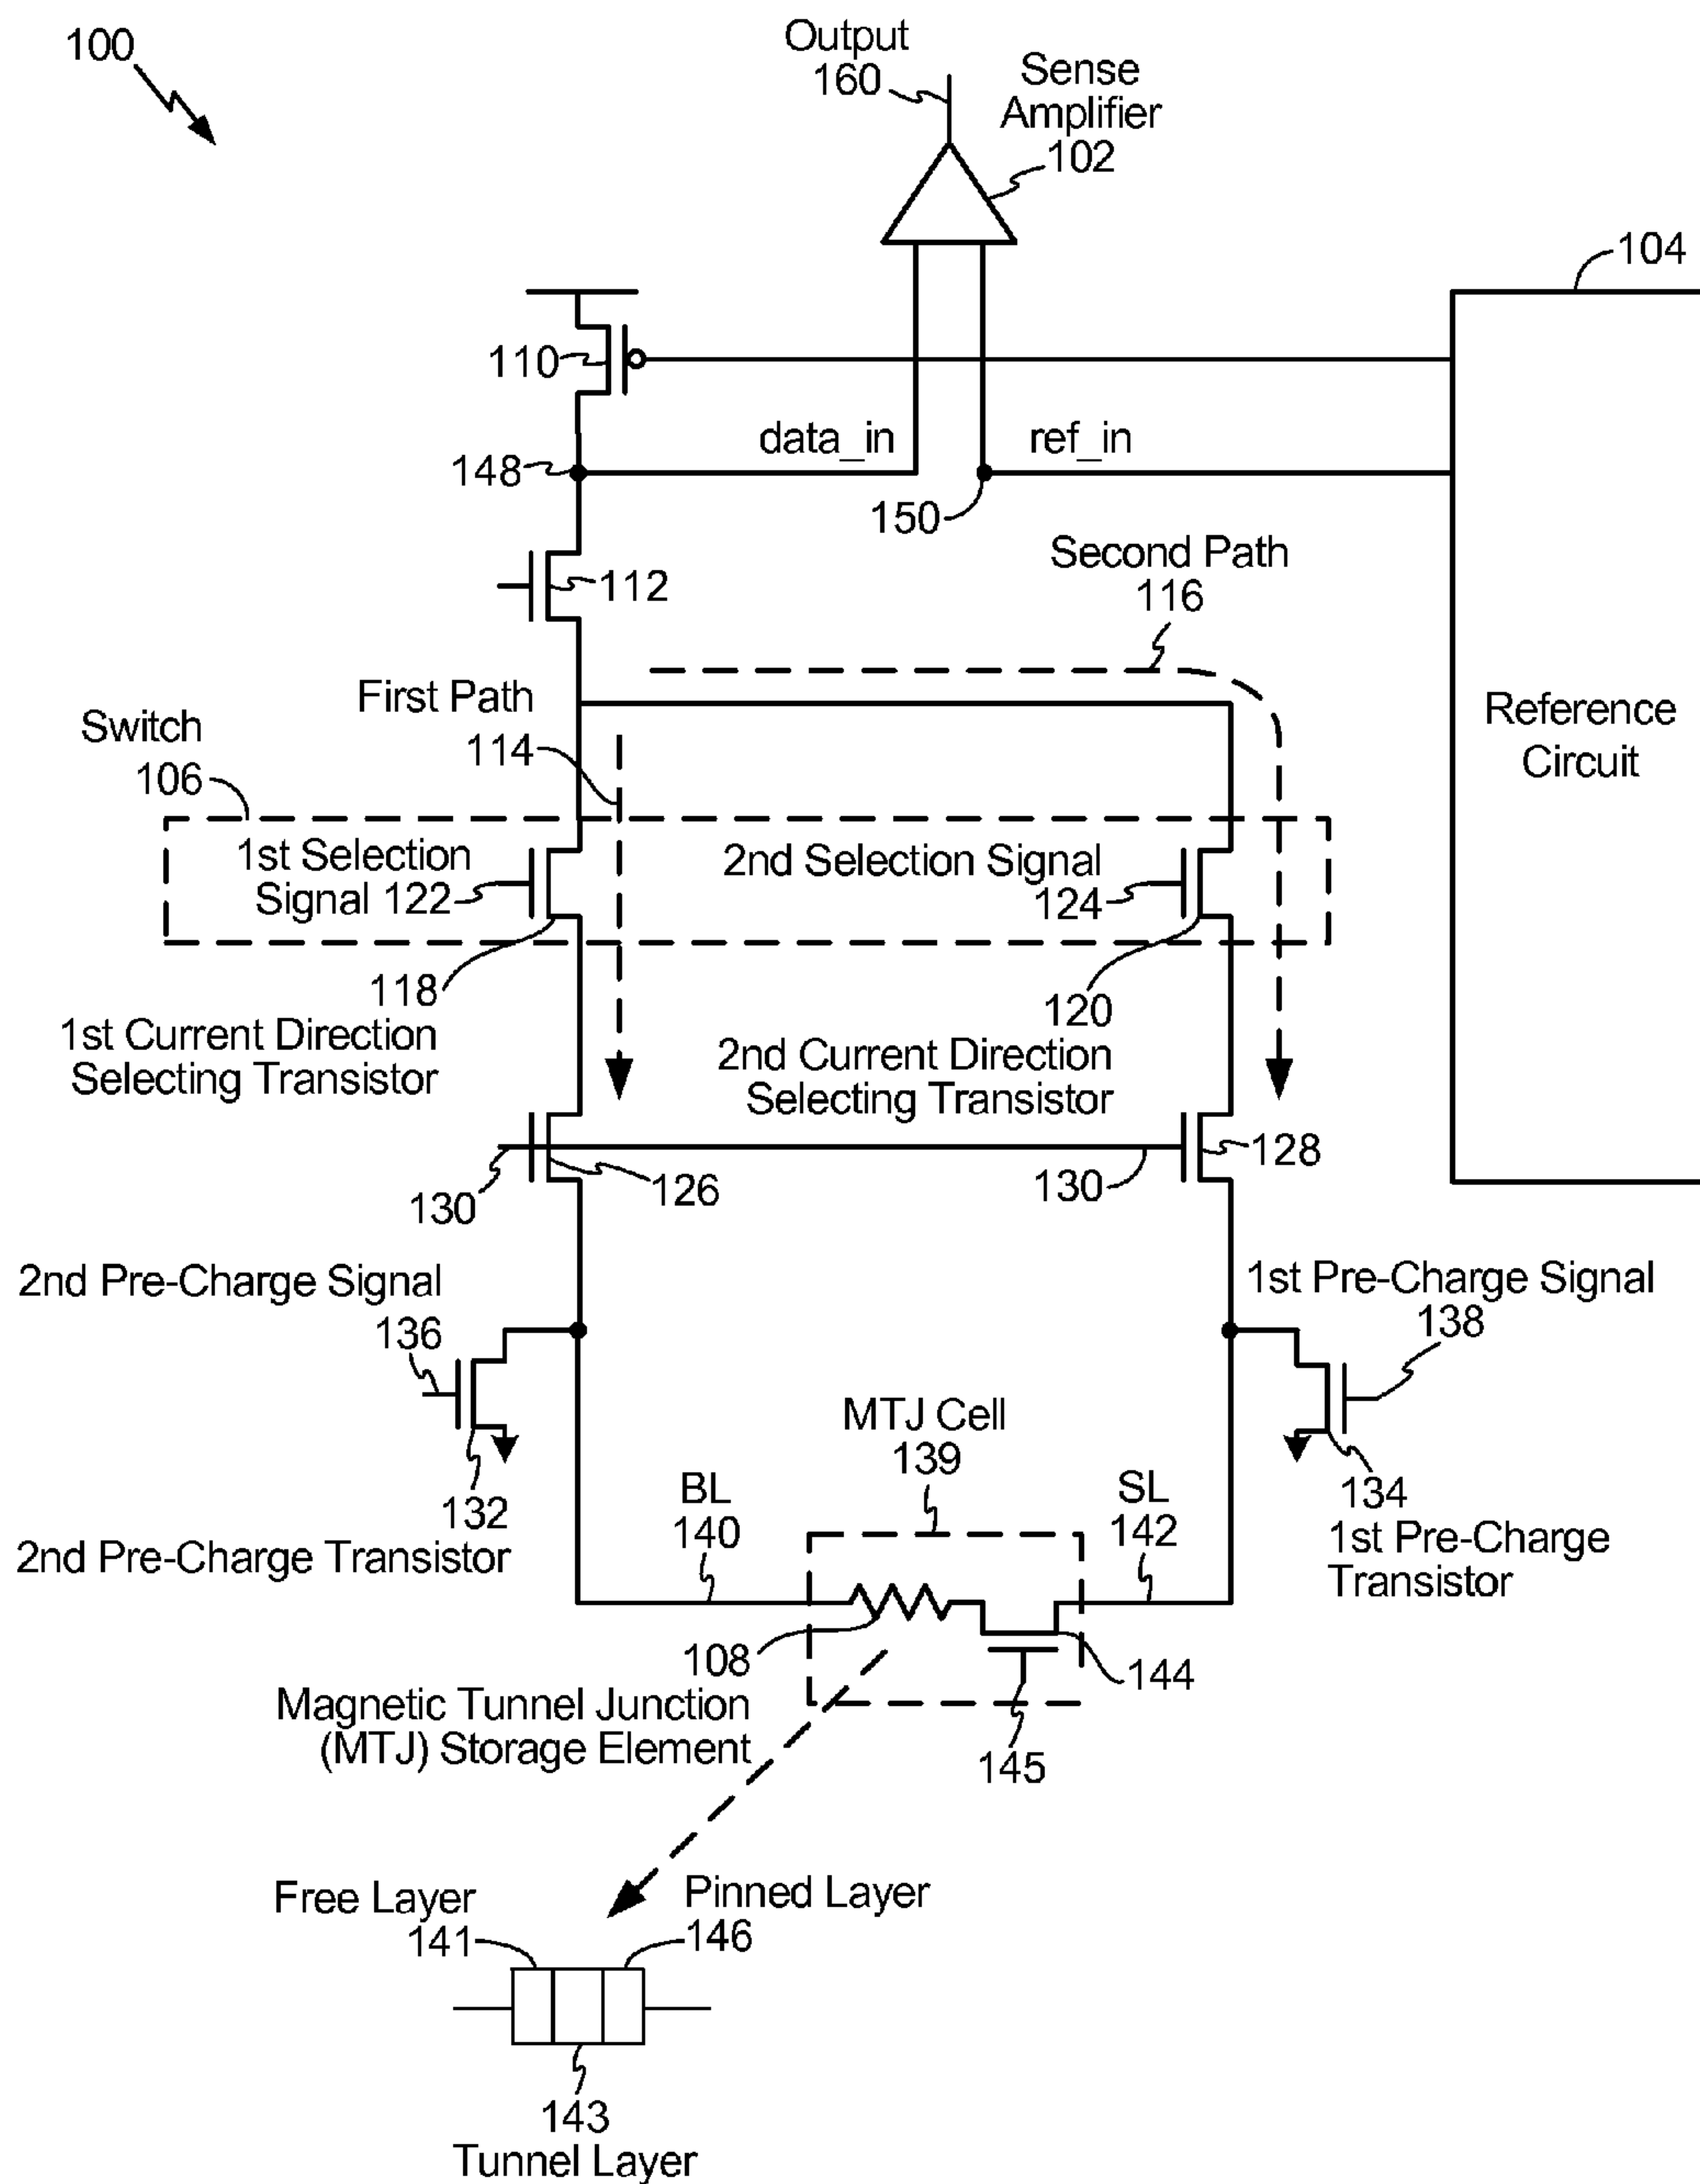 100
Output
160
Sense
Amplifier
102
104
110
data_in
ref_in
148
150
112
Second Path
116
First Path
114
Reference
Circuit
Switch
106
1st Selection
Signal 122
2nd Selection Signal
124
118
1st Current Direction
Selecting Transistor
120
2nd Current Direction
Selecting Transistor
130
126
130
128
2nd Pre-Charge Signal
136
1st Pre-Charge Signal
138
132
2nd Pre-Charge Transistor
134
1st Pre-Charge
Transistor
MTJ Cell
139
BL
140
SL
142
108
Magnetic Tunnel Junction
(MTJ) Storage Element
144
145
Free Layer
141
Pinned Layer
146
143
Tunnel Layer